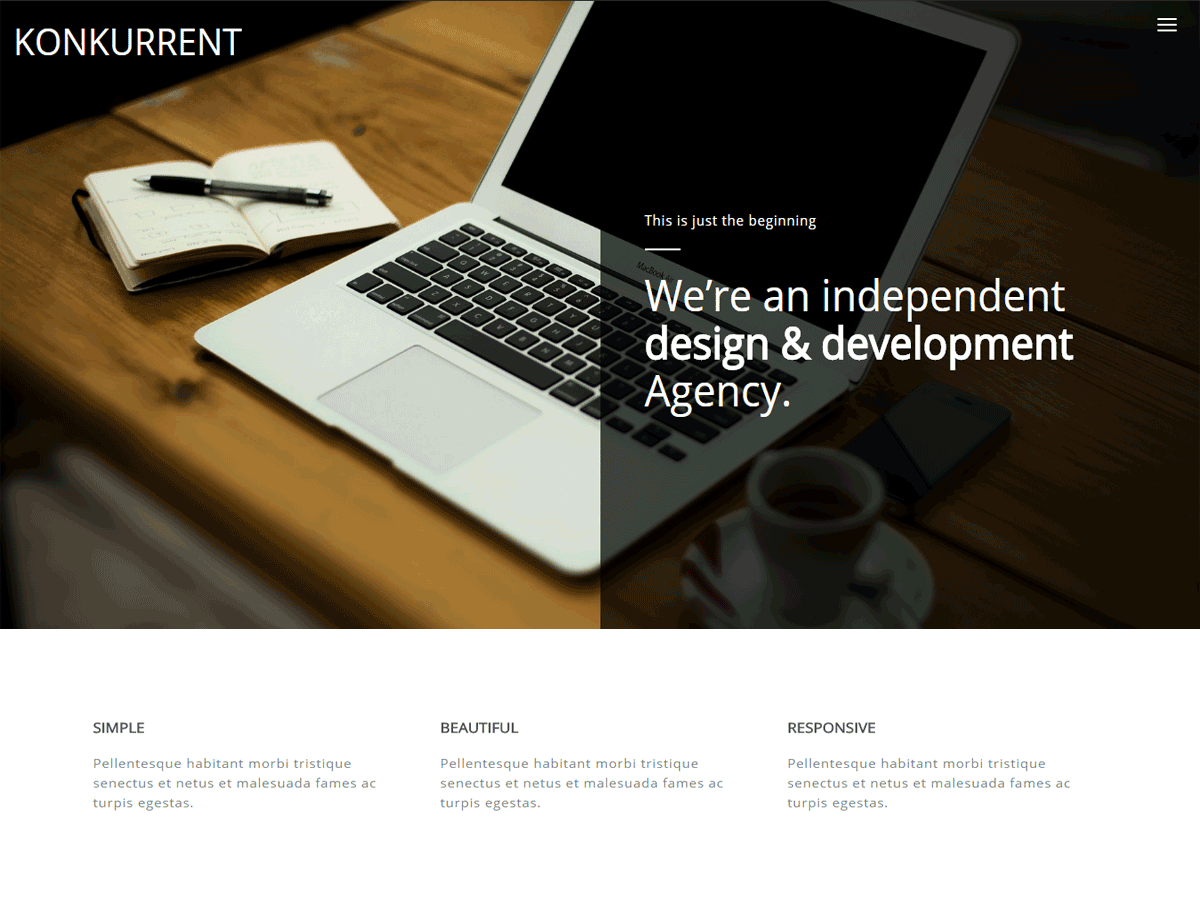 KONKURRENT
This is just the beginning
MacBook
We’re an independent
design & development
Agency.
SIMPLE
Pellentesque habitant morbi tristique
senectus et netus et malesuada fames ac
turpis egestas.
BEAUTIFUL
Pellentesque habitant morbi tristique
senectus et netus et malesuada fames ac
turpis egestas.
RESPONSIVE
Pellentesque habitant morbi tristique
senectus et netus et malesuada fames ac
turpis egestas.